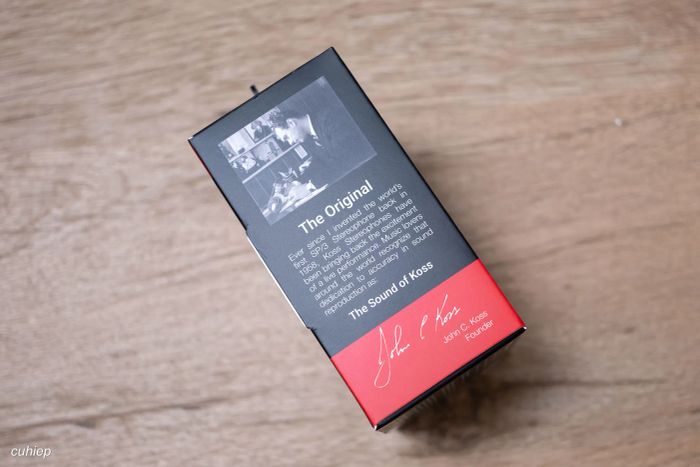 The Original
Ever since I invented the world's
first SP/3 Stereophone back in
1958, Koss Stereophones have
been bringing back the excitement
of a live performance. Music lovers
around the world recognize that
dedication to accuracy in sound
reproduction as:
The Sound of Koss
John C Koss
John C. Koss
Founder
cuhiep